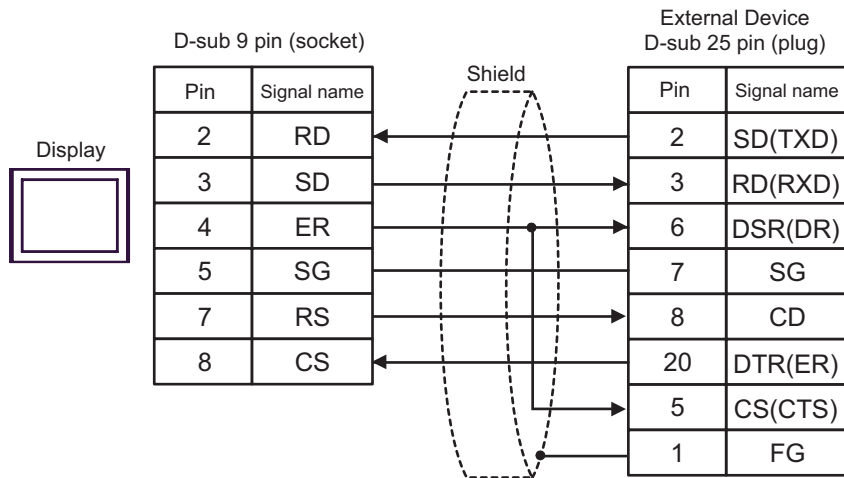 External Device
D-sub 9 pin (socket)
D-sub 25 pin (plug)
Shield
Pin Signal name
Pin Signal name
Display
2 RD
2 SD(TXD)
3 SD
3 RD(RXD)
4 ER
6 DSR(DR)
5 SG
7 SG
7 RS
8 CD
8 CS
20 DTR(ER)
5 CS(CTS)
1 FG